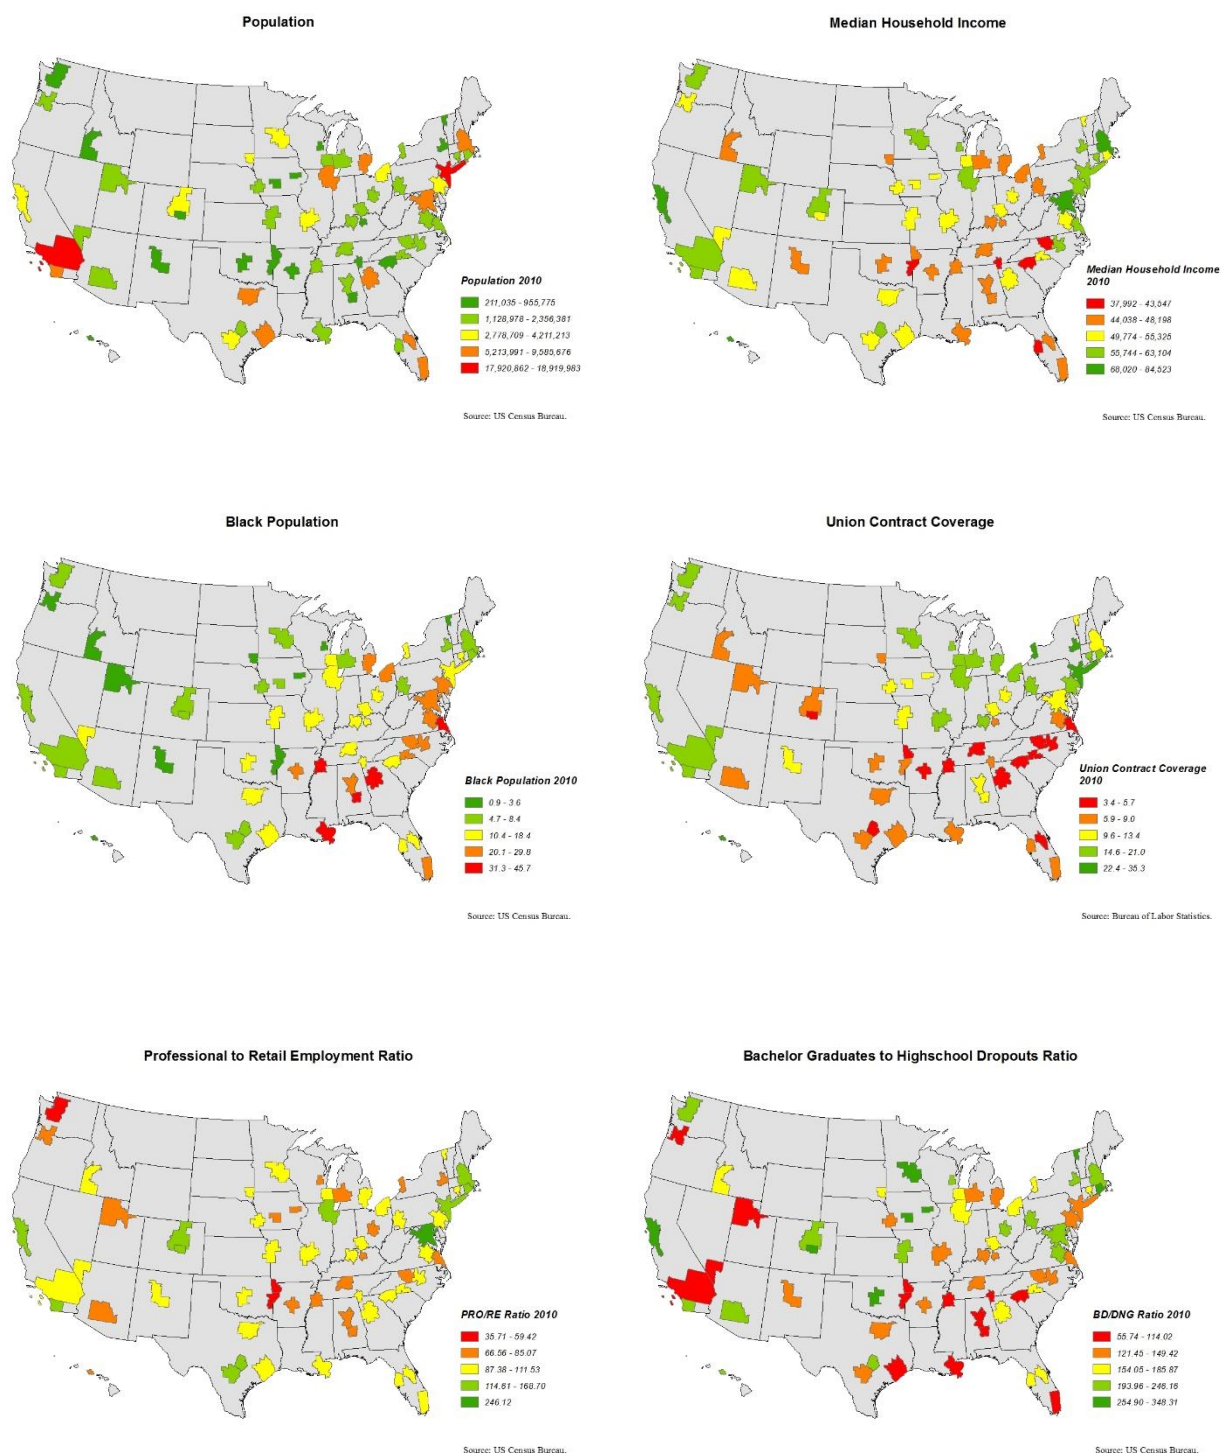 Population
Population 2010
211,035 - 955,775
1,128,978 - 2,356,381
2,778,709 - 4,211,213
5,213,991 - 9,585,676
17,920,862 - 18,919,983
Source: US Census Bureau.
Median Household Income
Median Household Income
2010
37,992 - 43,547
44,038 - 48,198
49,774 - 55,325
55,744 - 63,104
68,020 - 84,523
Source: US Census Bureau.
Black Population
Black Population 2010
0.9 - 3.6
4.7 - 8.4
10.4 - 18.4
20.1 - 29.8
31.3 - 45.7
Source: US Census Bureau.
Union Contract Coverage
Union Contract Coverage
2010
3.4 - 5.7
5.9 - 9.0
9.6 - 13.4
14.6 - 21.0
22.4 - 35.3
Source: Bureau of Labor Statistics.
Professional to Retail Employment Ratio
PRO/RE Ratio 2010
35.71 - 59.42
66.56 - 85.07
87.38 - 111.53
114.61 - 168.70
246.12
Source: US Census Bureau.
Bachelor Graduates to Highschool Dropouts Ratio
BD/DNG Ratio 2010
55.74 - 114.02
121.45 - 149.42
154.05 - 185.87
193.96 - 246.16
254.90 - 348.31
Source: US Census Bureau.